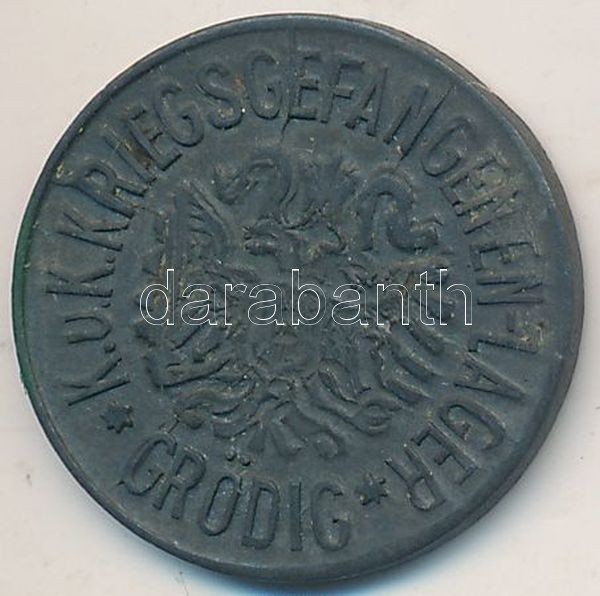 K.u.K. KRIEGSGEFANGENEN-LAGER
* GRÖDIG *
darabanth